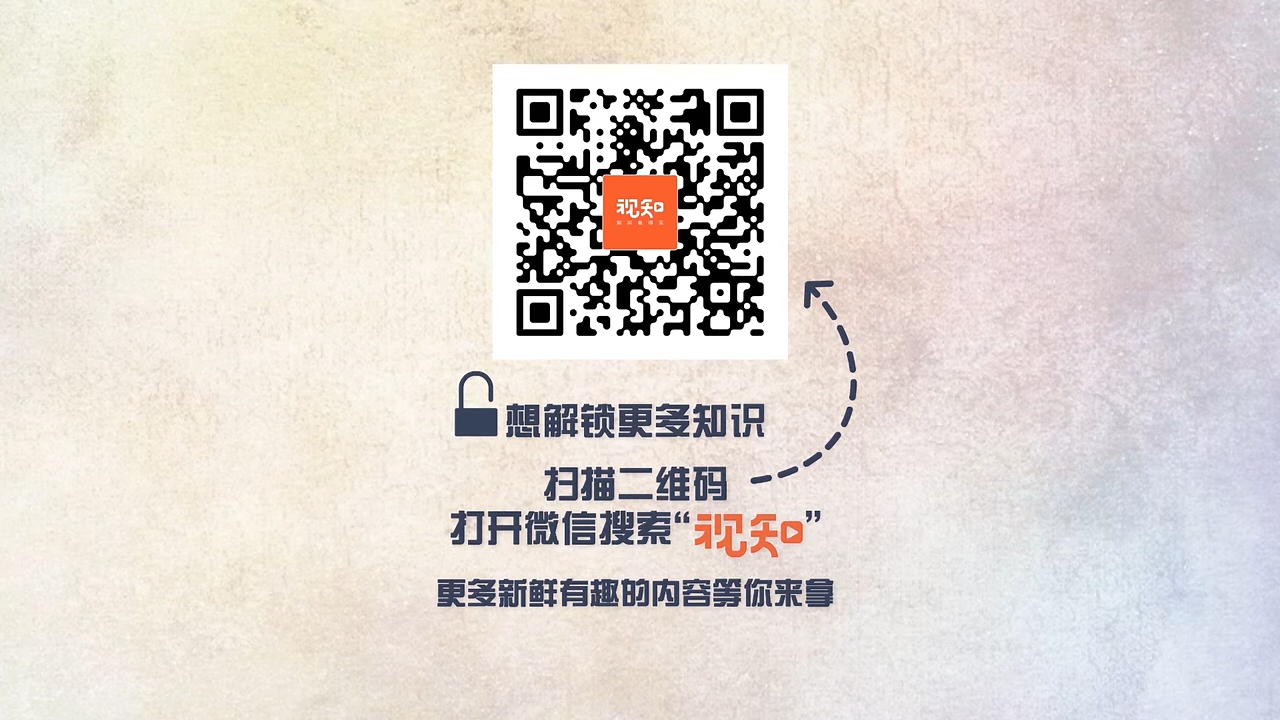 视知
想解锁更多知识
扫描二维码
打开微信搜索“视知”
更多新鲜有趣的内容等你来拿